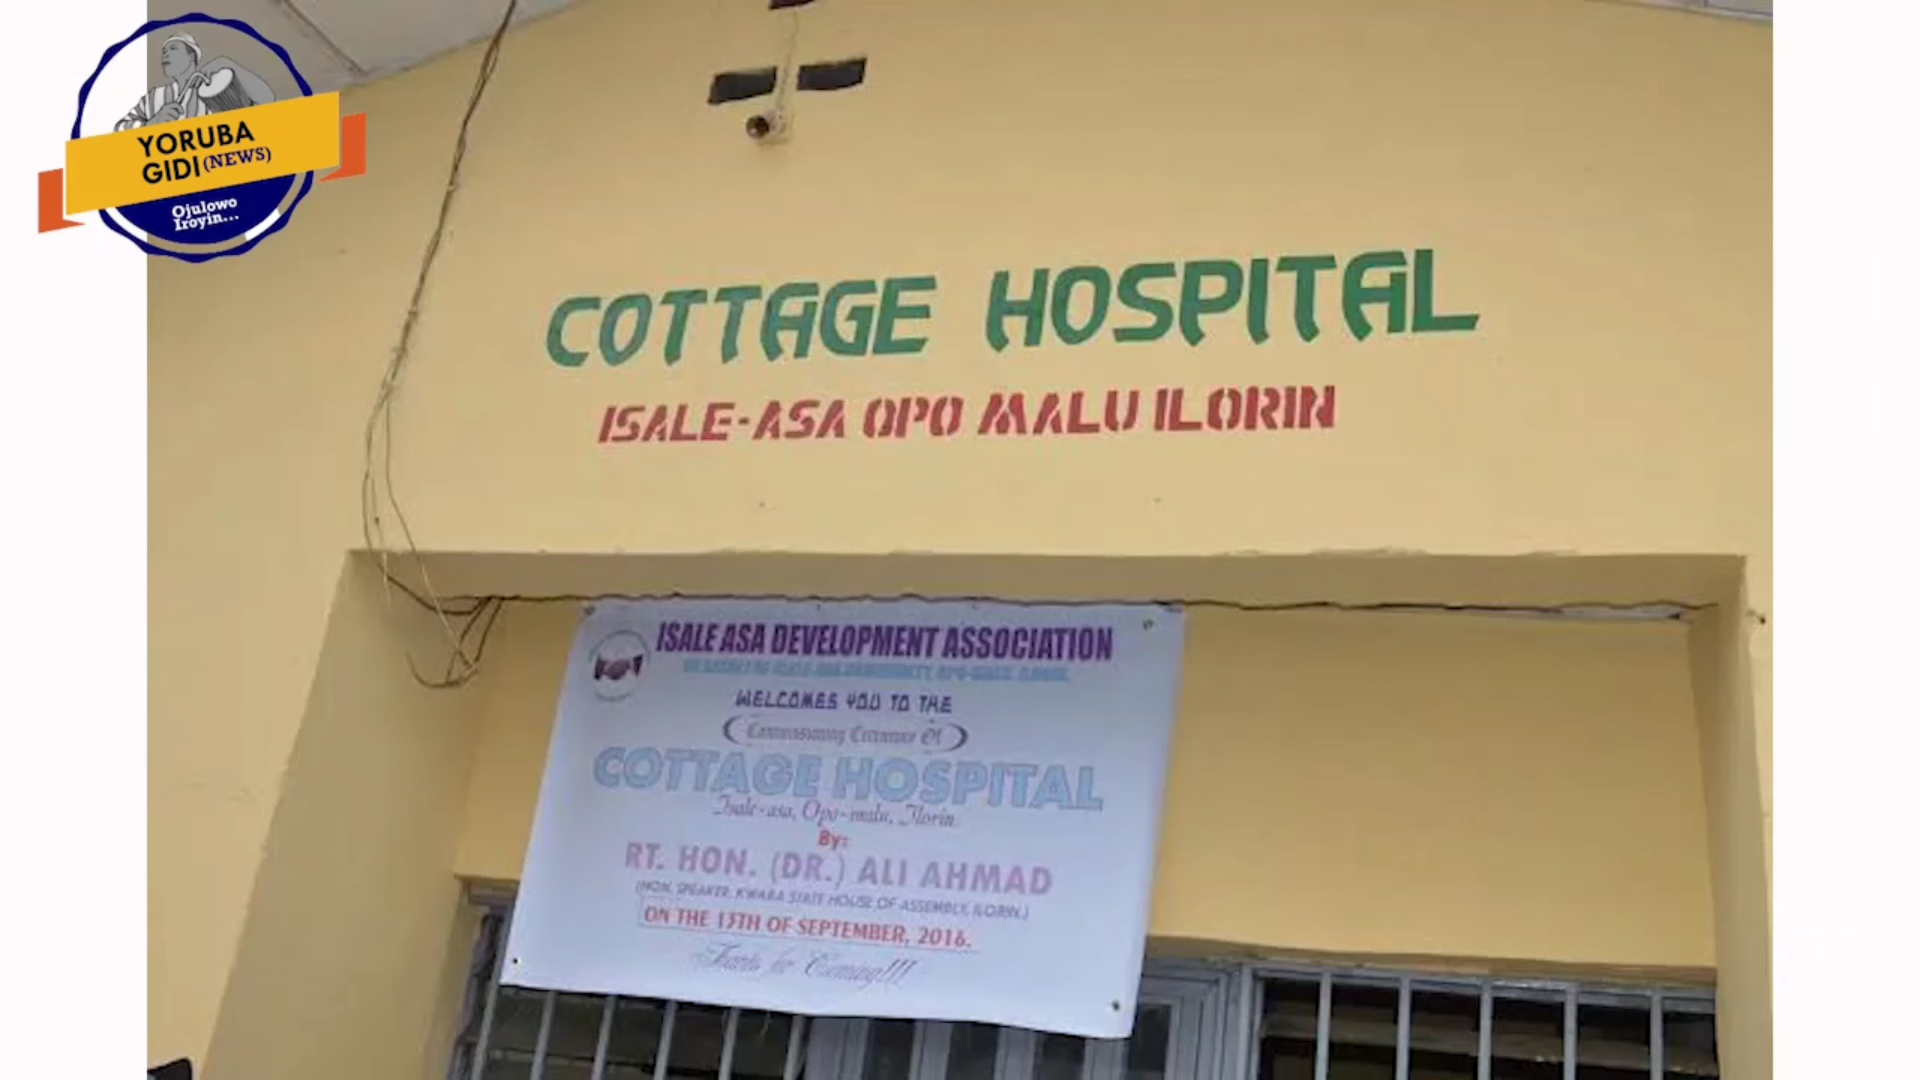 YORUBA
GIDI (NEWS)
Ojulowo
Iroyin...
COTTAGE HOSPITAL
ISALE-ASA OPO MALU ILORIN
ISALE ASA DEVELOPMENT ASSOCIATION
WELCOMES YOU TO THE
Commissioning Ceremony Of
COTTAGE HOSPITAL
Isale-asa, Opo-malu, Ilorin.
By:
RT. HON. (DR.) ALI AHMAD
(HON. SPEAKER, KWARA STATE HOUSE OF ASSEMBLY, ILORIN.)
ON THE 13TH OF SEPTEMBER, 2016.
Thanks for Coming!!!